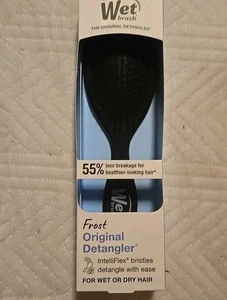 Wet
brush®
THE ORIGINAL DETANGLER®
55% less breakage for
healthier-looking hair*
Wet
Frost
Original
Detangler®
IntelliFlex® bristles
detangle with ease
FOR WET OR DRY HAIR